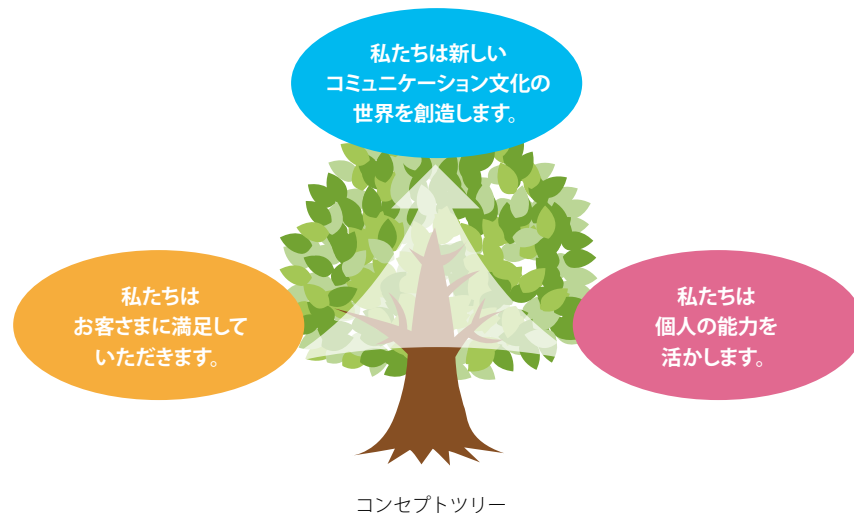 私たちは新しい
コミュニケーション文化の
世界を創造します。
私たちは
お客さまに満足して
いただきます。
私たちは
個人の能力を
活かします。
コンセプトツリー